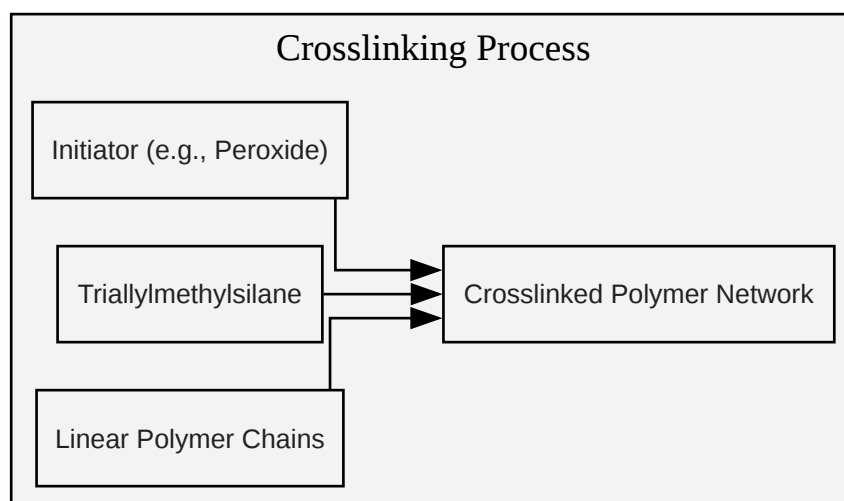 Crosslinking Process
Initiator (e.g., Peroxide)
Triallylmethylsilane
Crosslinked Polymer Network
Linear Polymer Chains